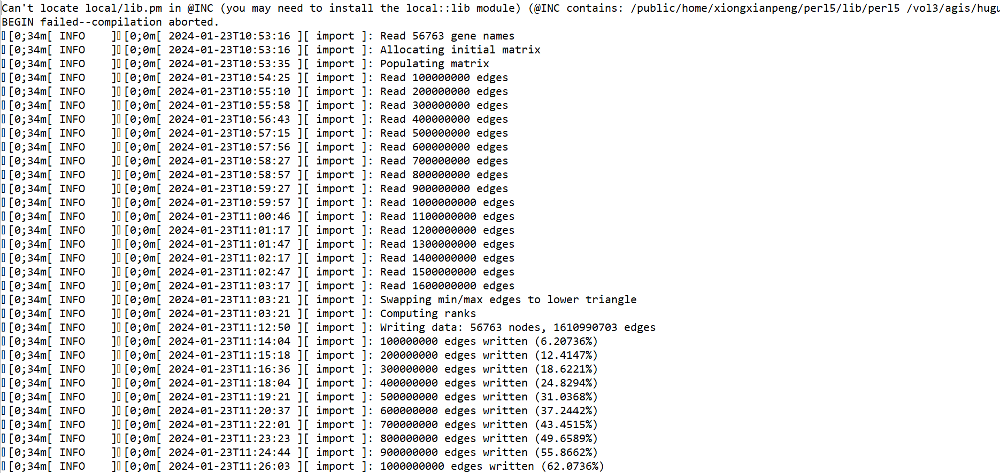 Can't locate local/lib.pm in @INC (you may need to install the local::lib module) (@INC contains: /public/home/xiongxianpeng/perl5/lib/perl5 /vol3/agis/hugu
BEGIN failed--compilation aborted.
[0;34m[ INFO    ][0;0m[ 2024-01-23T10:53:16 ][ import ]: Read 56763 gene names
[0;34m[ INFO    ][0;0m[ 2024-01-23T10:53:16 ][ import ]: Allocating initial matrix
[0;34m[ INFO    ][0;0m[ 2024-01-23T10:53:35 ][ import ]: Populating matrix
[0;34m[ INFO    ][0;0m[ 2024-01-23T10:54:25 ][ import ]: Read 100000000 edges
[0;34m[ INFO    ][0;0m[ 2024-01-23T10:55:10 ][ import ]: Read 200000000 edges
[0;34m[ INFO    ][0;0m[ 2024-01-23T10:55:58 ][ import ]: Read 300000000 edges
[0;34m[ INFO    ][0;0m[ 2024-01-23T10:56:43 ][ import ]: Read 400000000 edges
[0;34m[ INFO    ][0;0m[ 2024-01-23T10:57:15 ][ import ]: Read 500000000 edges
[0;34m[ INFO    ][0;0m[ 2024-01-23T10:57:56 ][ import ]: Read 600000000 edges
[0;34m[ INFO    ][0;0m[ 2024-01-23T10:58:27 ][ import ]: Read 700000000 edges
[0;34m[ INFO    ][0;0m[ 2024-01-23T10:58:57 ][ import ]: Read 800000000 edges
[0;34m[ INFO    ][0;0m[ 2024-01-23T10:59:27 ][ import ]: Read 900000000 edges
[0;34m[ INFO    ][0;0m[ 2024-01-23T10:59:57 ][ import ]: Read 1000000000 edges
[0;34m[ INFO    ][0;0m[ 2024-01-23T11:00:46 ][ import ]: Read 1100000000 edges
[0;34m[ INFO    ][0;0m[ 2024-01-23T11:01:17 ][ import ]: Read 1200000000 edges
[0;34m[ INFO    ][0;0m[ 2024-01-23T11:01:47 ][ import ]: Read 1300000000 edges
[0;34m[ INFO    ][0;0m[ 2024-01-23T11:02:17 ][ import ]: Read 1400000000 edges
[0;34m[ INFO    ][0;0m[ 2024-01-23T11:02:47 ][ import ]: Read 1500000000 edges
[0;34m[ INFO    ][0;0m[ 2024-01-23T11:03:17 ][ import ]: Read 1600000000 edges
[0;34m[ INFO    ][0;0m[ 2024-01-23T11:03:21 ][ import ]: Swapping min/max edges to lower triangle
[0;34m[ INFO    ][0;0m[ 2024-01-23T11:03:21 ][ import ]: Computing ranks
[0;34m[ INFO    ][0;0m[ 2024-01-23T11:12:50 ][ import ]: Writing data: 56763 nodes, 1610990703 edges
[0;34m[ INFO    ][0;0m[ 2024-01-23T11:14:04 ][ import ]: 100000000 edges written (6.20736%)
[0;34m[ INFO    ][0;0m[ 2024-01-23T11:15:18 ][ import ]: 200000000 edges written (12.4147%)
[0;34m[ INFO    ][0;0m[ 2024-01-23T11:16:36 ][ import ]: 300000000 edges written (18.6221%)
[0;34m[ INFO    ][0;0m[ 2024-01-23T11:18:04 ][ import ]: 400000000 edges written (24.8294%)
[0;34m[ INFO    ][0;0m[ 2024-01-23T11:19:21 ][ import ]: 500000000 edges written (31.0368%)
[0;34m[ INFO    ][0;0m[ 2024-01-23T11:20:37 ][ import ]: 600000000 edges written (37.2442%)
[0;34m[ INFO    ][0;0m[ 2024-01-23T11:22:01 ][ import ]: 700000000 edges written (43.4515%)
[0;34m[ INFO    ][0;0m[ 2024-01-23T11:23:23 ][ import ]: 800000000 edges written (49.6589%)
[0;34m[ INFO    ][0;0m[ 2024-01-23T11:24:44 ][ import ]: 900000000 edges written (55.8662%)
[0;34m[ INFO    ][0;0m[ 2024-01-23T11:26:03 ][ import ]: 1000000000 edges written (62.0736%)